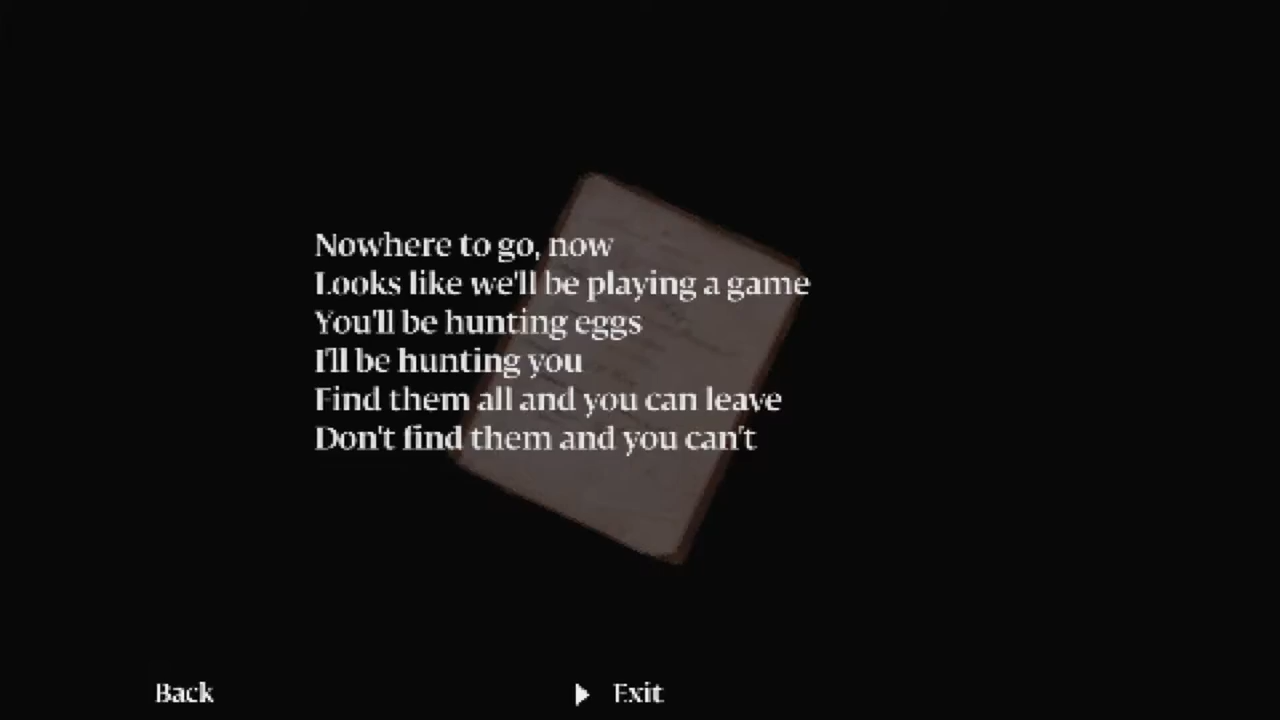 Nowhere to go, now
Looks like we'll be playing a game
You'll be hunting eggs
I'll be hunting you
Find them all and you can leave
Don't find them and you can't
Back
Exit